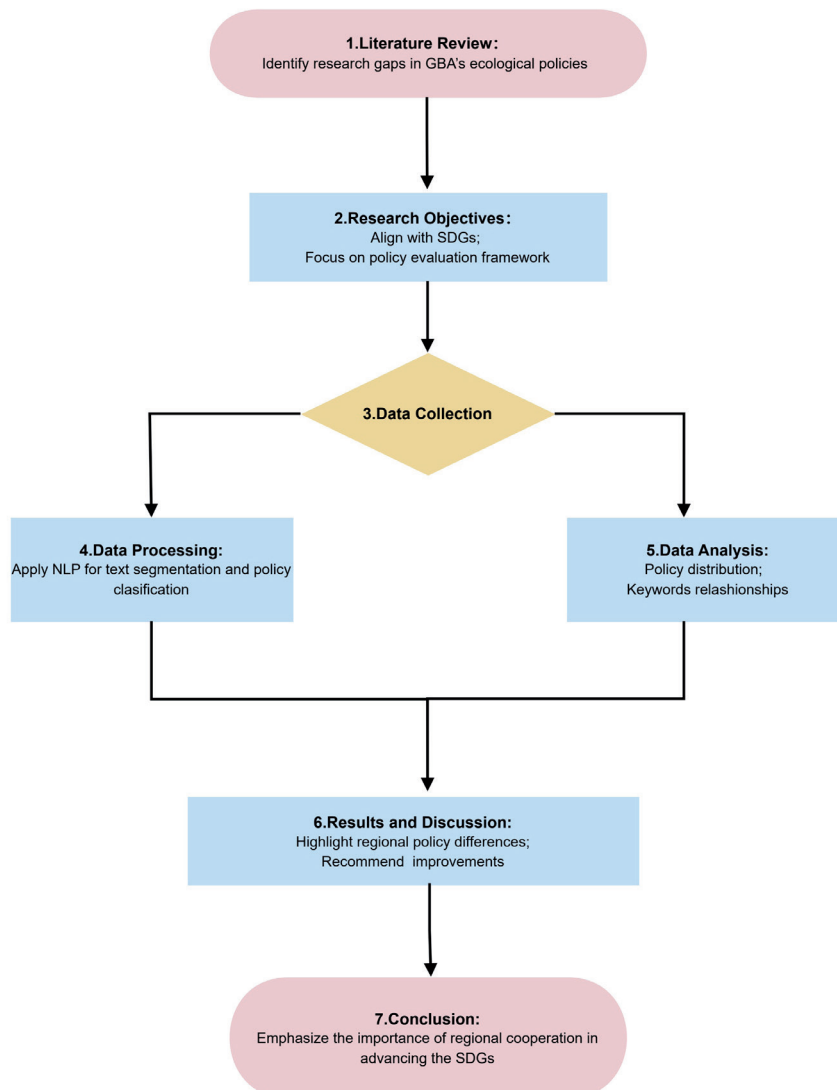 1.Literature Review:
Identify research gaps in GBA's ecological policies
2.Research Objectives:
Align with SDGs;
Focus on policy evaluation framework
3.Data Collection
4.Data Processing:
Apply NLP for text segmentation and policy
clasification
5.Data Analysis:
Policy distribution;
Keywords relashionships
6.Results and Discussion:
Highlight regional policy differences;
Recommend improvements
7.Conclusion:
Emphasize the importance of regional cooperation in
advancing the SDGs